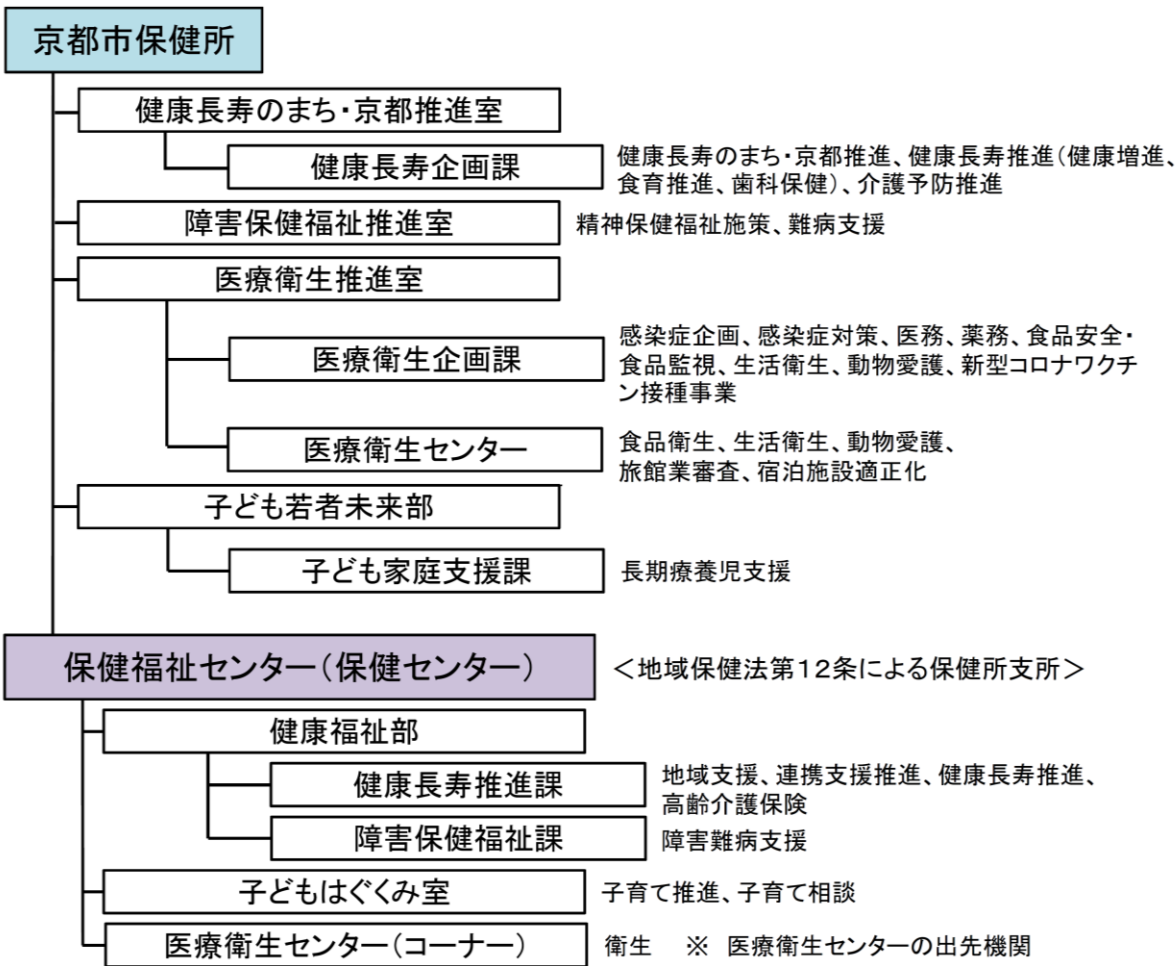 京都市保健所
健康長寿のまち・京都推進室
健康長寿企画課
健康長寿のまち・京都推進、健康長寿推進(健康増進、
食育推進、歯科保健)、介護予防推進
障害保健福祉推進室
精神保健福祉施策、難病支援
医療衛生推進室
医療衛生企画課
感染症企画、感染症対策、医務、薬務、食品安全・
食品監視、生活衛生、動物愛護、新型コロナワクチ
ン接種事業
医療衛生センター
食品衛生、生活衛生、動物愛護、
旅館業審査、宿泊施設適正化
子ども若者未来部
子ども家庭支援課
長期療養児支援
保健福祉センター(保健センター)
<地域保健法第12条による保健所支所>
健康福祉部
健康長寿推進課
地域支援、連携支援推進、健康長寿推進、
高齢介護保険
障害保健福祉課
障害難病支援
子どもはぐくみ室
子育て推進、子育て相談
医療衛生センター(コーナー)
衛生 ※ 医療衛生センターの出先機関